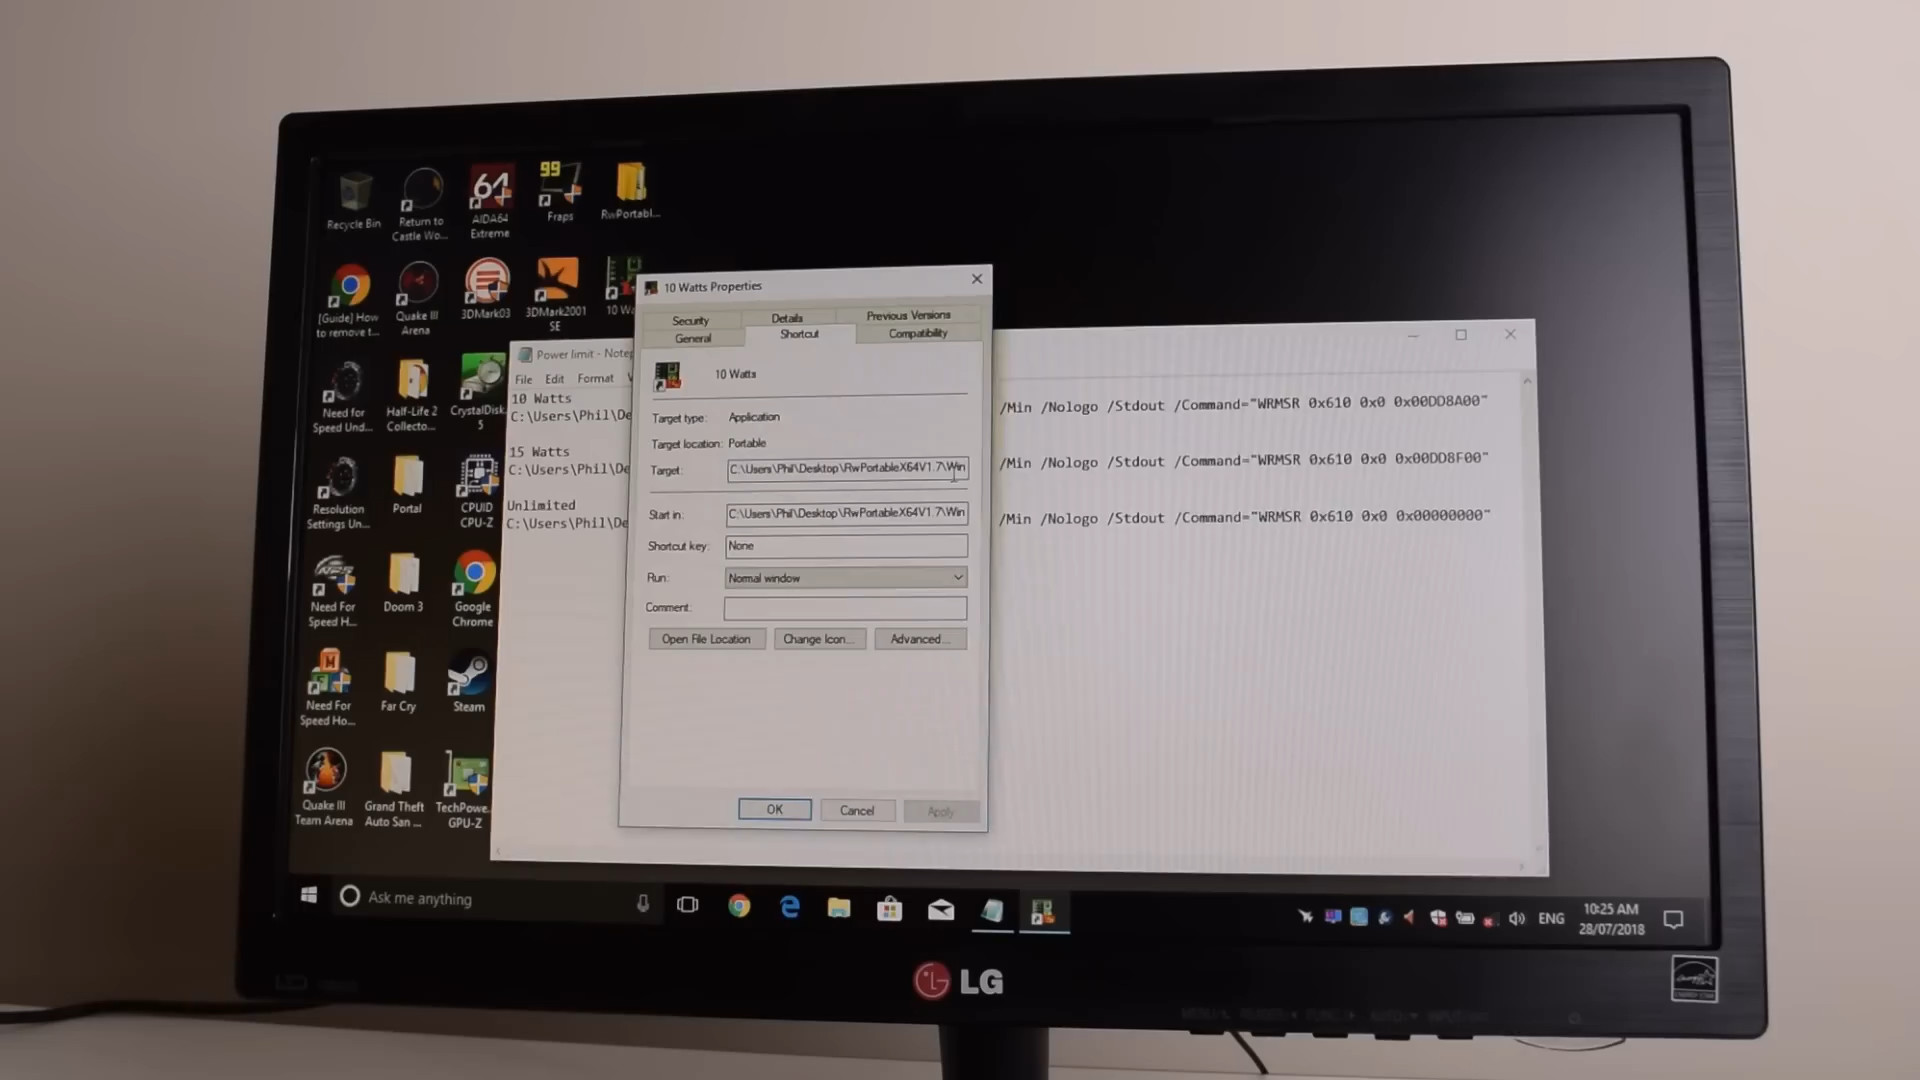 Recycle Bin
Return to
Castle Wo...
64
AIDA64
Extreme
99
Fraps
RwPortabl...
[Guide] How
to remove t...
Quake III
Arena
3DMark03
3DMark2001
SE
10 Wa
Need for
Speed Und...
Half-Life 2
Collecto...
CrystalDisk
5
Resolution
Settings Un...
Portal
CPUID
CPU-Z
Need For
Speed H...
Doom 3
Google
Chrome
Need For
Speed Ho...
Far Cry
Steam
Quake III
Team Arena
Grand Theft
Auto San ...
TechPowe...
GPU-Z
Power limit - Note
File Edit Format
10 Watts
C:\Users\Phil\De /Min /Nologo /Stdout /Command="WRMSR 0x610 0x0 0x00DD8A00"
15 Watts
C:\Users\Phil\De /Min /Nologo /Stdout /Command="WRMSR 0x610 0x0 0x00DD8F00"
Unlimited
C:\Users\Phil\De /Min /Nologo /Stdout /Command="WRMSR 0x610 0x0 0x00000000"
10 Watts Properties
Security Details Previous Versions
General Shortcut Compatibility
10 Watts
Target type: Application
Target location: Portable
Target: C:\Users\Phil\Desktop\RwPortableX64V1.7\Win
Start in: C:\Users\Phil\Desktop\RwPortableX64V1.7\Win
Shortcut key: None
Run: Normal window
Comment:
Open File Location Change Icon... Advanced...
OK Cancel Apply
Ask me anything
ENG
10:25 AM
28/07/2018
LG